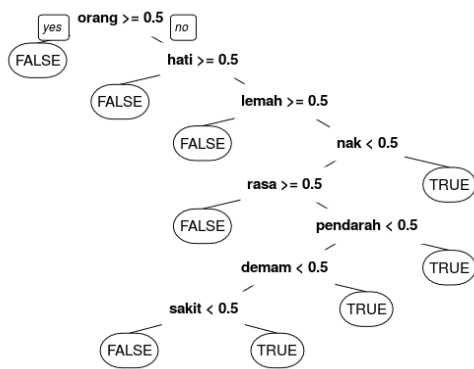 orang >= 0.5
yes
no
FALSE
hati >= 0.5
FALSE
lemah >= 0.5
FALSE
nak < 0.5
rasa >= 0.5
TRUE
FALSE
pendarah < 0.5
demam < 0.5
TRUE
sakit < 0.5
TRUE
FALSE
TRUE